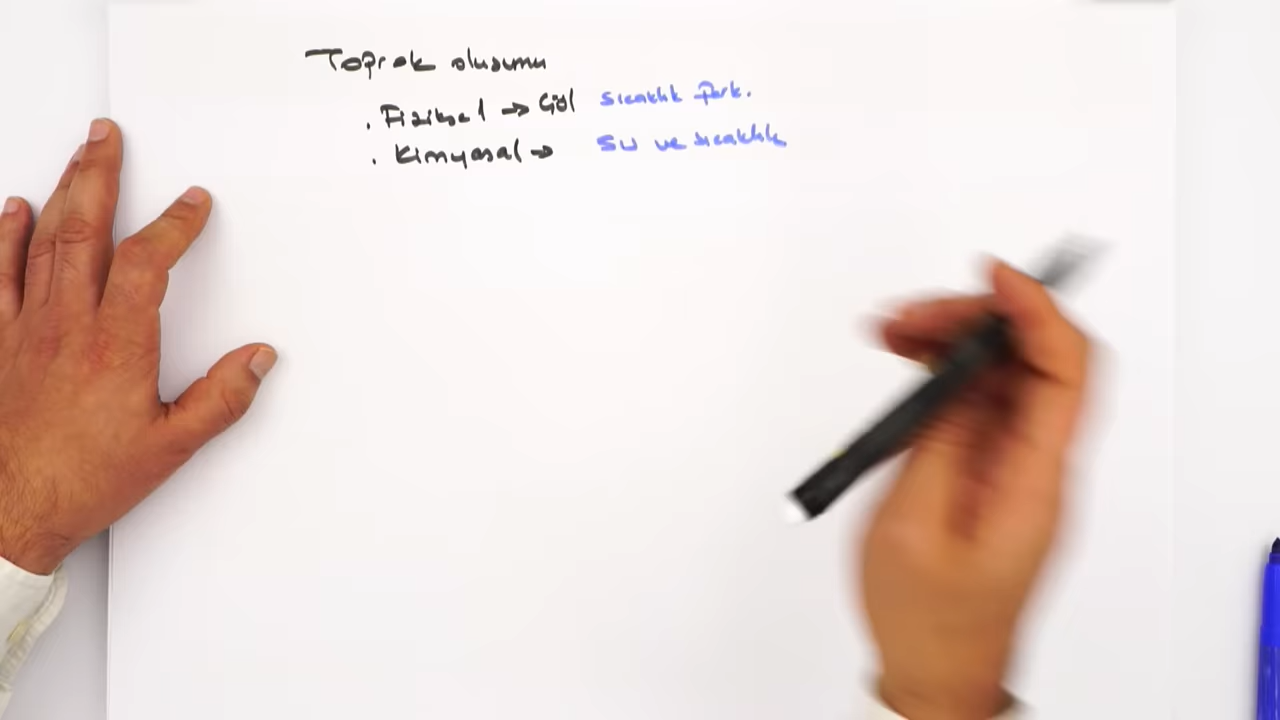 Toprak oluşumu
. Fiziksel → Çöl sıcaklık fark.
. Kimyasal → Su ve sıcaklık